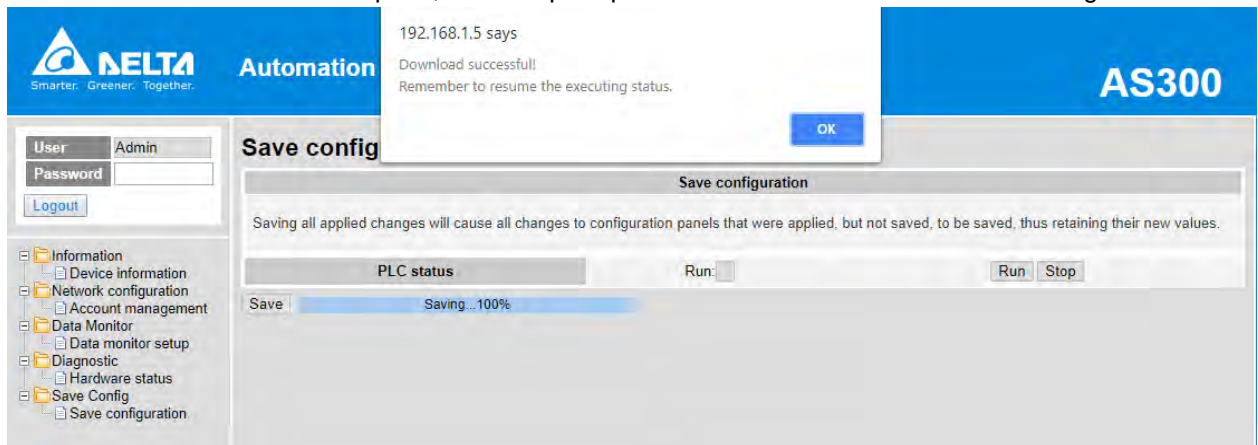 192.168.1.5 says
Download successful!
Remember to resume the executing status.
OK
DELTA
Smarter. Greener. Together.
Automation
AS300
User Admin
Password
Logout
Information
Device information
Network configuration
Account management
Data Monitor
Data monitor setup
Diagnostic
Hardware status
Save Config
Save configuration
Save config
Save configuration
Saving all applied changes will cause all changes to configuration panels that were applied, but not saved, to be saved, thus retaining their new values.
PLC status Run: Run Stop
Save Saving...100%